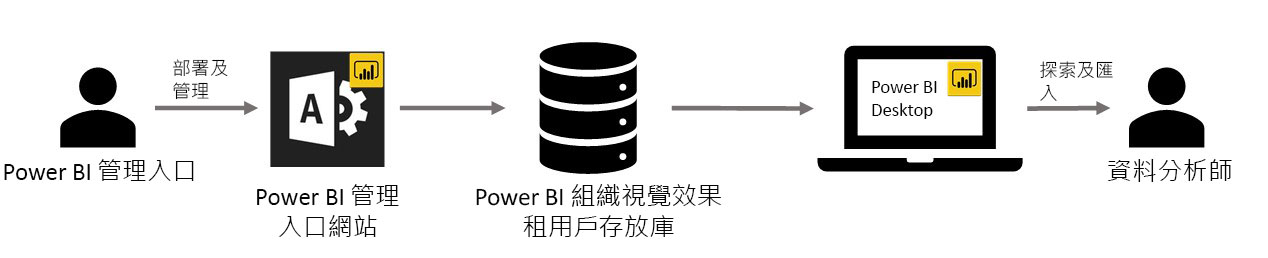 部署及
管理
Power BI 管理入口
A
Power BI 管理
入口網站
Power BI 組織視覺效果
租用戶存放庫
Power BI
Desktop
探索及匯
入
資料分析師